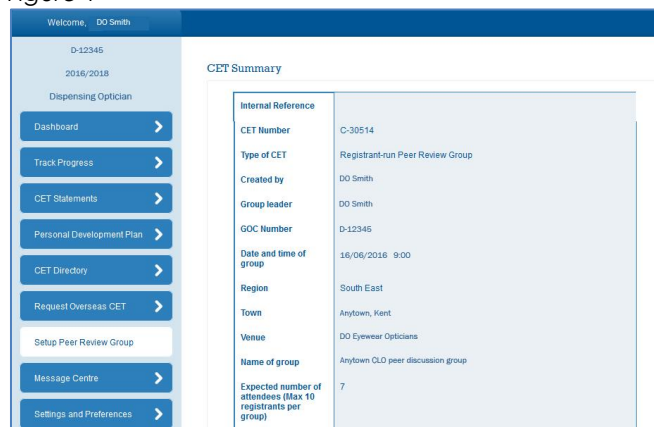 Welcome, DO Smith
D-12345
2016/2018
Dispensing Optician
Dashboard
Track Progress
CET Statements
Personal Development Plan
CET Directory
Request Overseas CET
Setup Peer Review Group
Message Centre
Settings and Preferences
CET Summary
Internal Reference
CET Number C-30514
Type of CET Registrant-run Peer Review Group
Created by DO Smith
Group leader DO Smith
GOC Number D-12345
Date and time of 16/06/2016 9:00
group
Region South East
Town Anytown, Kent
Venue DO Eyewear Opticians
Name of group Anytown CLO peer discussion group
Expected number of 7
attendees (Max 10
registrants per
group)